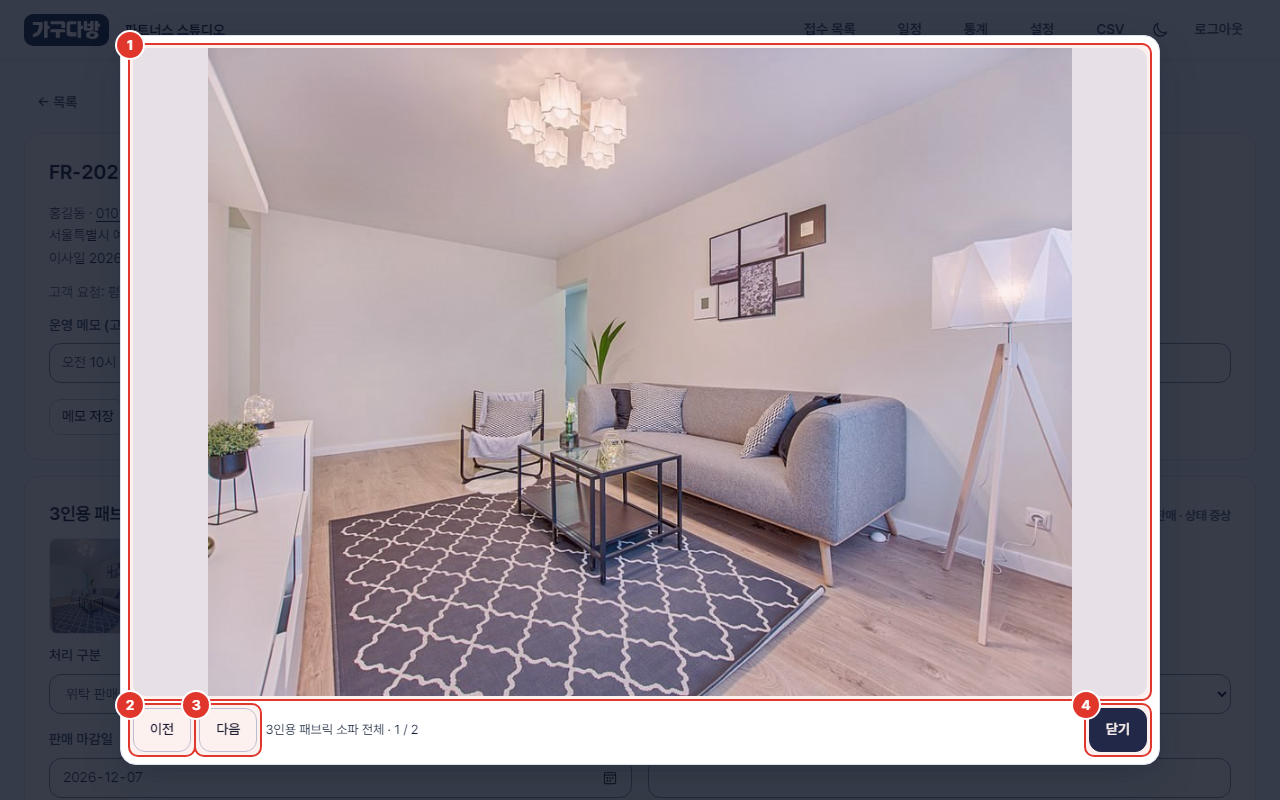 가구다방 파트너스 스튜디오 접수 목록 일정 통계 설정 CSV 로그아웃
← 목록
FR-202
홍길동 · 010
서울특별시
이사일 2026
고객 요청:
운영 메모 (고
오전 10시
메모 저장
3인용 패브
판매 · 상태 중상
처리 구분
위탁 판매
판매 마감일
2026-12-07
1
2
3
4
이전
다음
3인용 패브릭 소파 전체 · 1 / 2
닫기